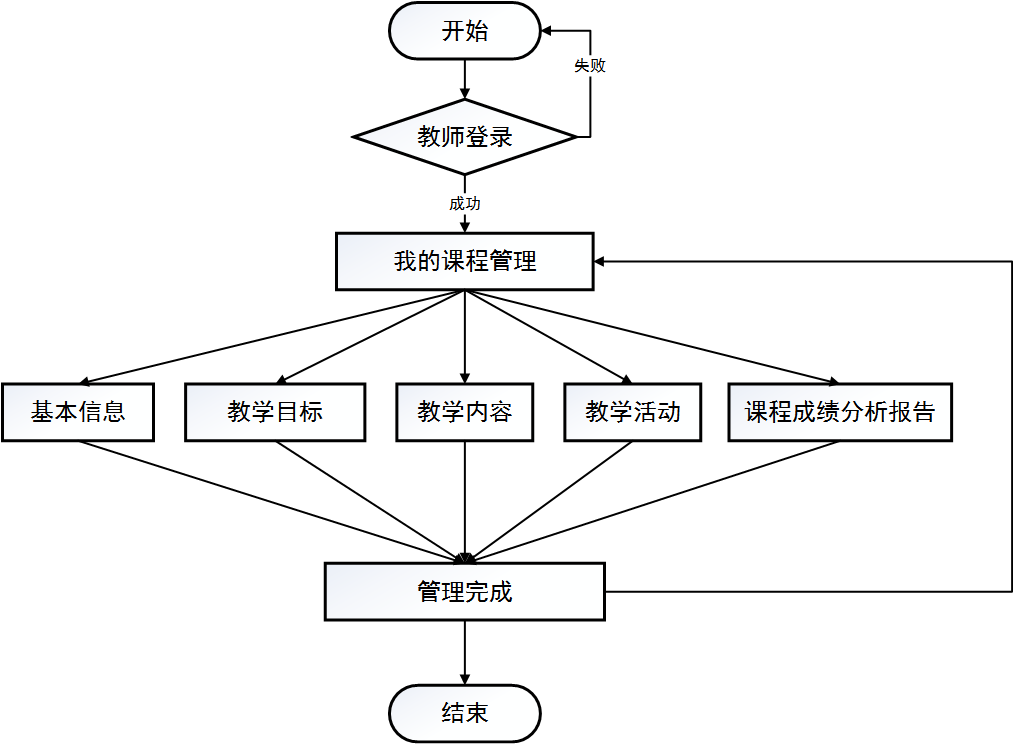 开始
失败
教师登录
成功
我的课程管理
基本信息
教学目标
教学内容
教学活动
课程成绩分析报告
管理完成
结束